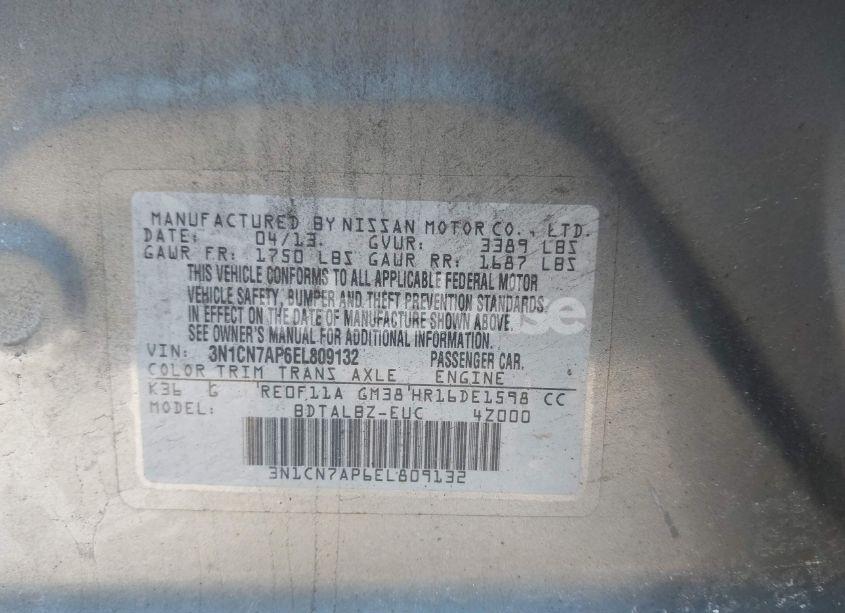 MANUFACTURED BY NISSAN MOTOR CO., LTD.
DATE: 04/13. GVWR: 3389 LBS
GAWR FR: 1750 LBS GAWR RR: 1687 LBS
THIS VEHICLE CONFORMS TO ALL APPLICABLE FEDERAL MOTOR
VEHICLE SAFETY, BUMPER AND THEFT PREVENTION STANDARDS
IN EFFECT ON THE DATE OF MANUFACTURE SHOWN ABOVE.
SEE OWNER'S MANUAL FOR ADDITIONAL INFORMATION.
VIN: 3N1CN7AP6EL809132 PASSENGER CAR.
COLOR TRIM TRANS AXLE ENGINE
K36 G RE0F11A GM38 HR16DE1598 CC
MODEL: BDTALBZ-EUC 4Z000
3N1CN7AP6EL809132